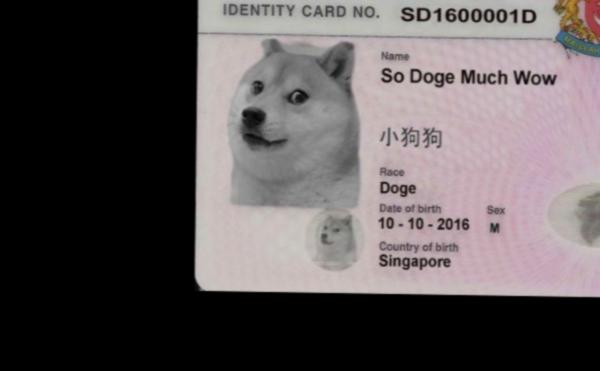 IDENTITY CARD NO. SD1600001D
Name
So Doge Much Wow
小狗狗
Race
Doge
Date of birth Sex
10 - 10 - 2016 M
Country of birth
Singapore